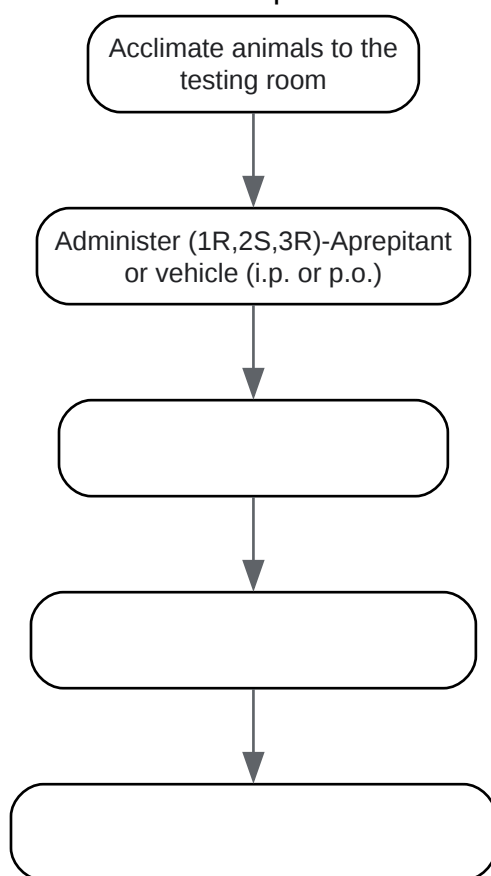 Acclimate animals to the
testing room
Administer (1R,2S,3R)-Aprepitant
or vehicle (i.p. or p.o.)